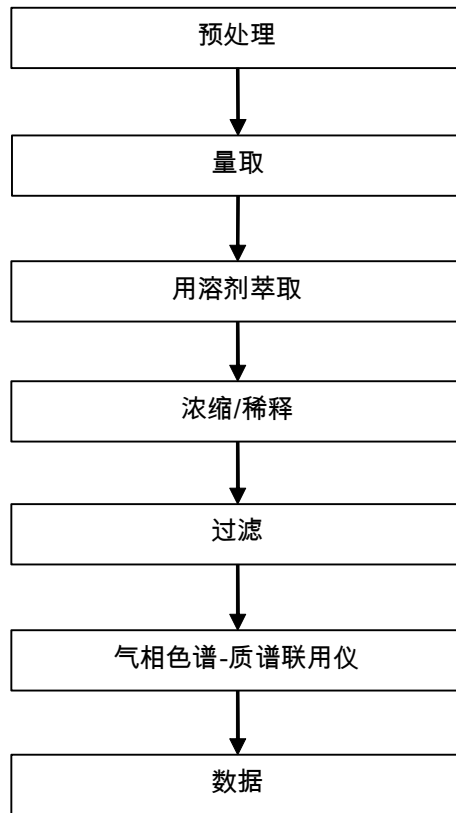 预处理
量取
用溶剂萃取
浓缩/稀释
过滤
气相色谱-质谱联用仪
数据